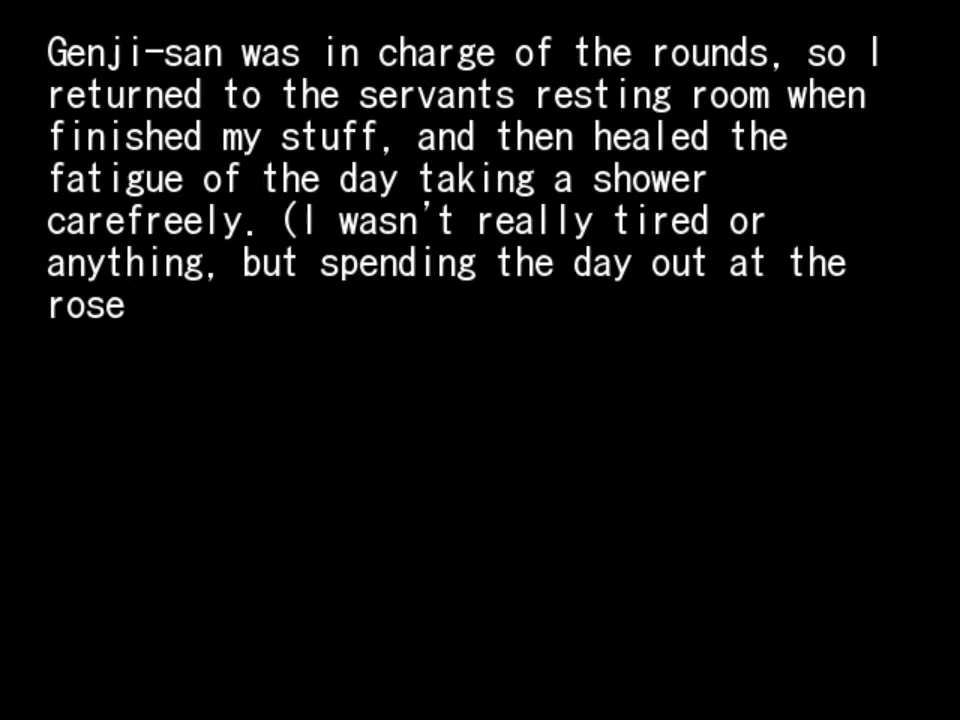 Genji-san was in charge of the rounds, so I
returned to the servants resting room when
finished my stuff, and then healed the
fatigue of the day taking a shower
carefreely. (I wasn't really tired or
anything, but spending the day out at the
rose